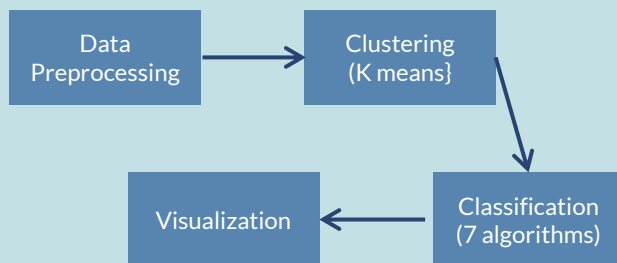 Data
Preprocessing
Clustering
(K means}
Classification
(7 algorithms)
Visualization